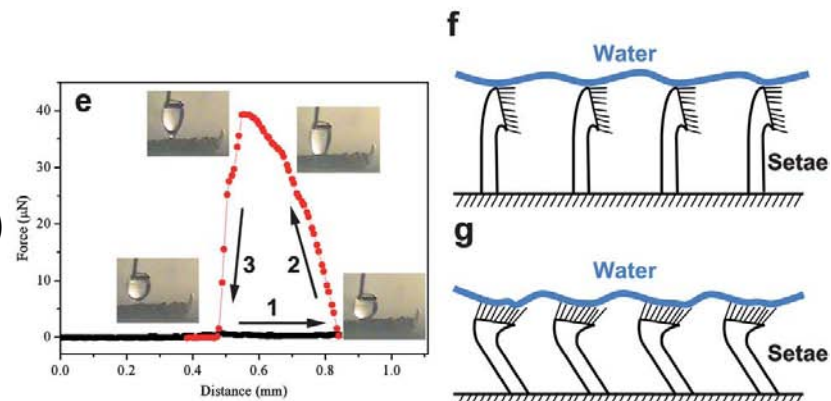 e
40
30
20
10
0
Force (μN)
3
2
1
0.0 0.2 0.4 0.6 0.8 1.0
Distance (mm)
)
f
Water
Setae
g
Water
Setae